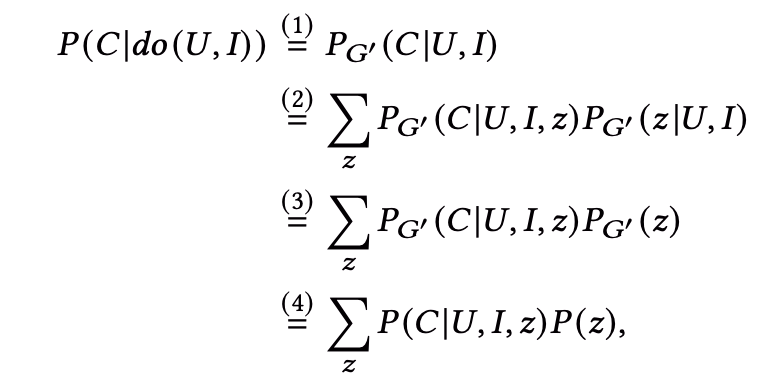 P(C|do(U, I)) (1)= P_{G′}(C|U, I)
(2)= ∑_z P_{G′}(C|U, I, z)P_{G′}(z|U, I)
(3)= ∑_z P_{G′}(C|U, I, z)P_{G′}(z)
(4)= ∑_z P(C|U, I, z)P(z),